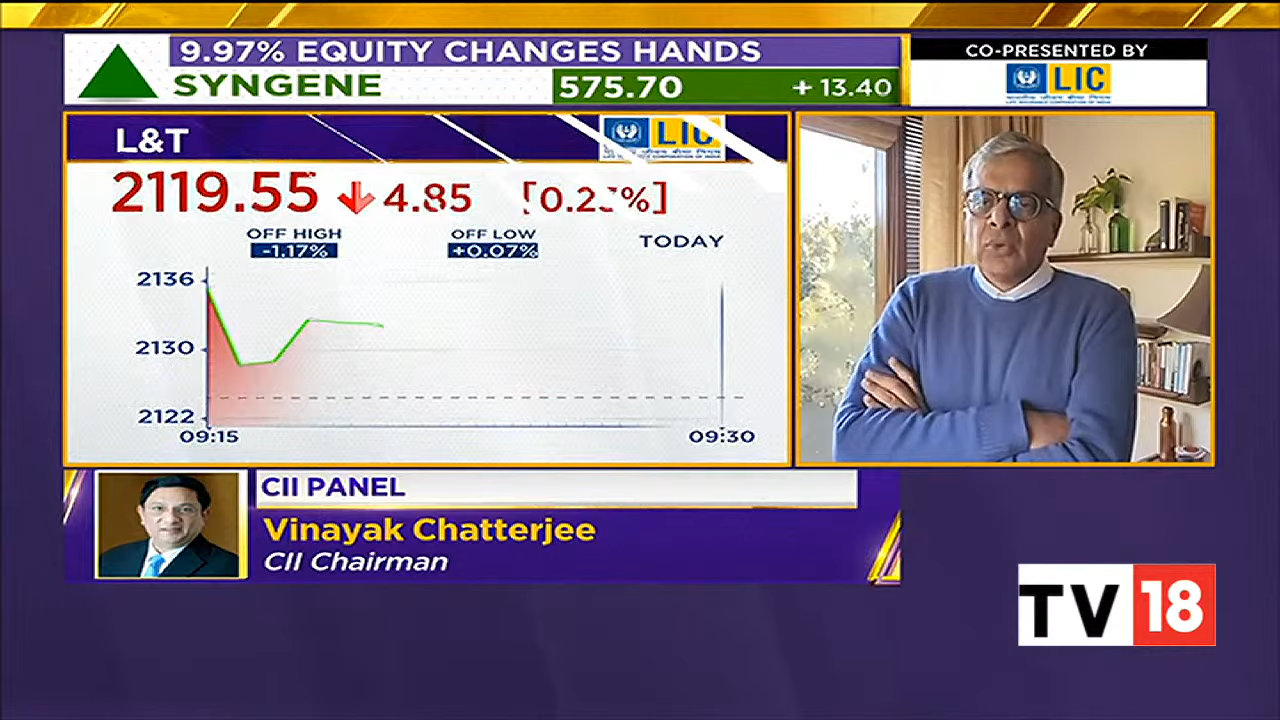 9.97% EQUITY CHANGES HANDS
SYNGENE 575.70 + 13.40
CO-PRESENTED BY
LIC
L&T
LIC
2119.55 4.85
OFF HIGH OFF LOW TODAY
-1.17% +0.07%
2136
2130
2122
09:15 09:30
CII PANEL
Vinayak Chatterjee
CII Chairman
TV 18